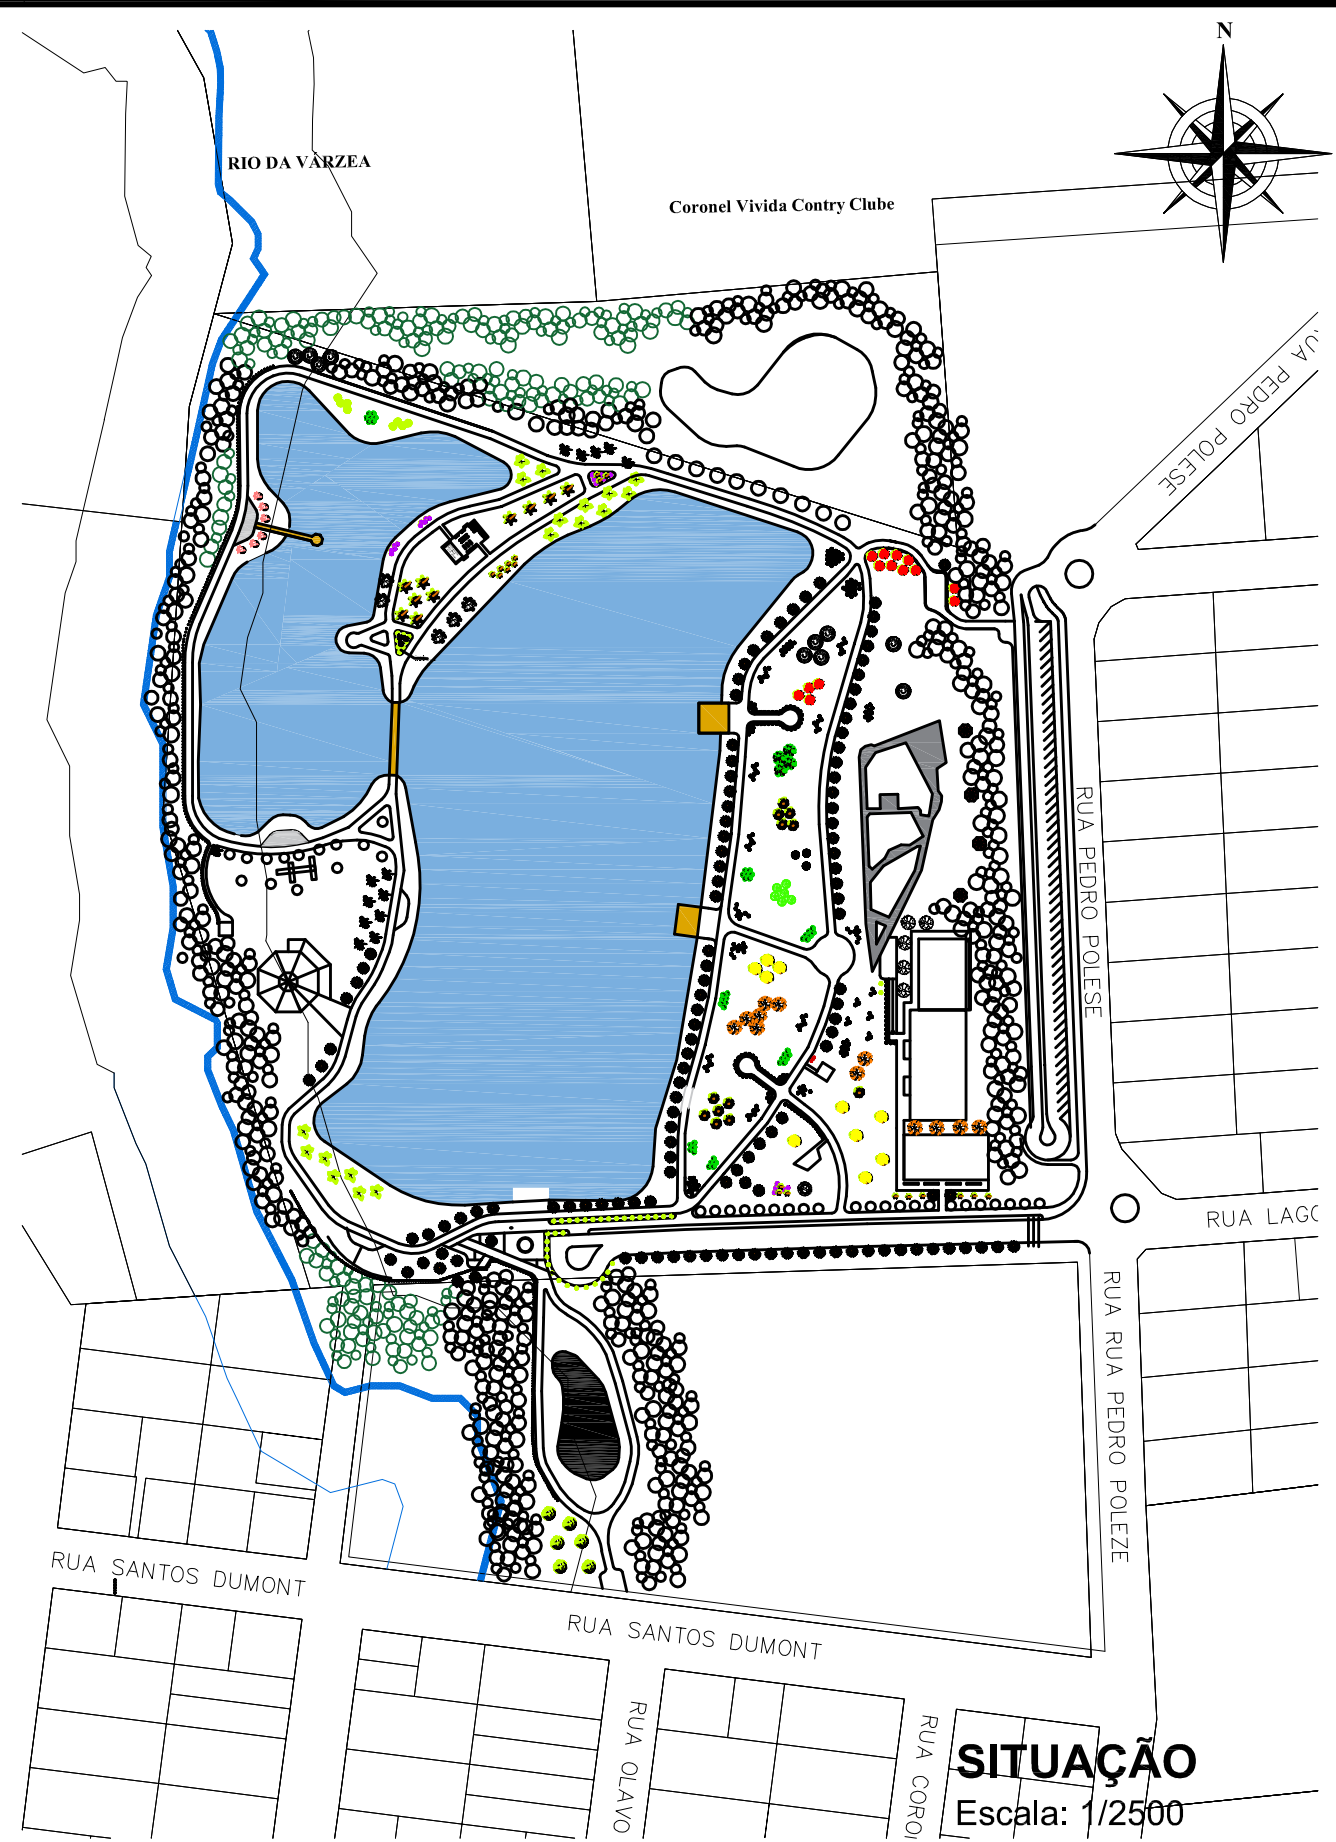 N
RIO DA VÁRZEA
Coronel Vivida Contry Clube
RUA PEDRO POLESE
RUA PEDRO POLESE
RUA LAGO
RUA RUA PEDRO POLEZE
RUA SANTOS DUMONT
RUA SANTOS DUMONT
RUA OLAVO
RUA CORO
SITUAÇÃO
Escala: 1/2500